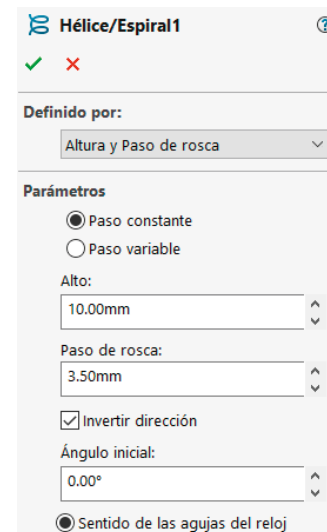 Hélice/Espiral1
Definido por:
Altura y Paso de rosca
Parámetros
Paso constante
Paso variable
Alto:
10.00mm
Paso de rosca:
3.50mm
Invertir dirección
Ángulo inicial:
0.00°
Sentido de las agujas del reloj